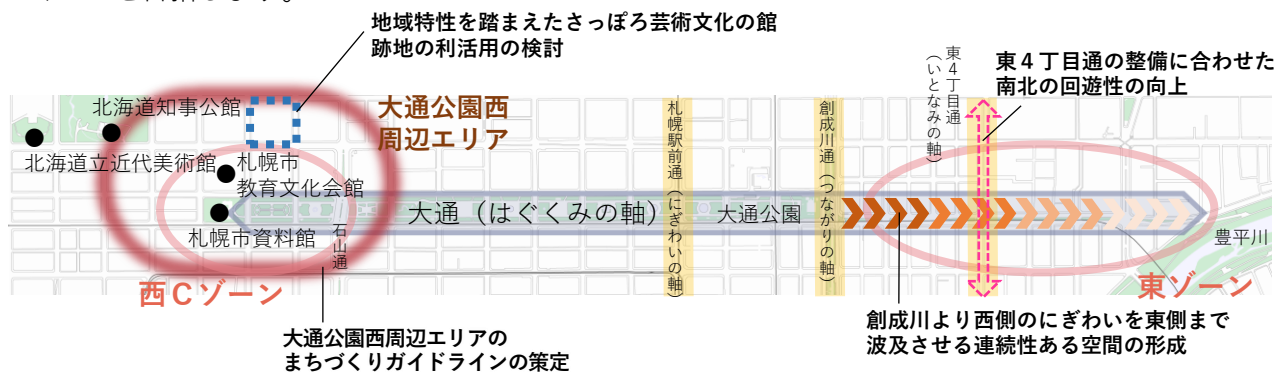 地域特性を踏まえたさっぽろ芸術文化の館
跡地の利活用の検討
東4丁目通
(いとなみの軸)
東4丁目通の整備に合わせた
南北の回遊性の向上
北海道知事公館
大通公園西
周辺エリア
北海道立近代美術館
札幌市
教育文化会館
札幌市資料館
石山通
大通(はぐくみの軸)
札幌駅前通(にぎわいの軸)
大通公園
創成川通(つながりの軸)
豊平川
西Cゾーン
東ゾーン
大通公園西周辺エリアの
まちづくりガイドラインの策定
創成川より西側のにぎわいを東側まで
波及させる連続性ある空間の形成